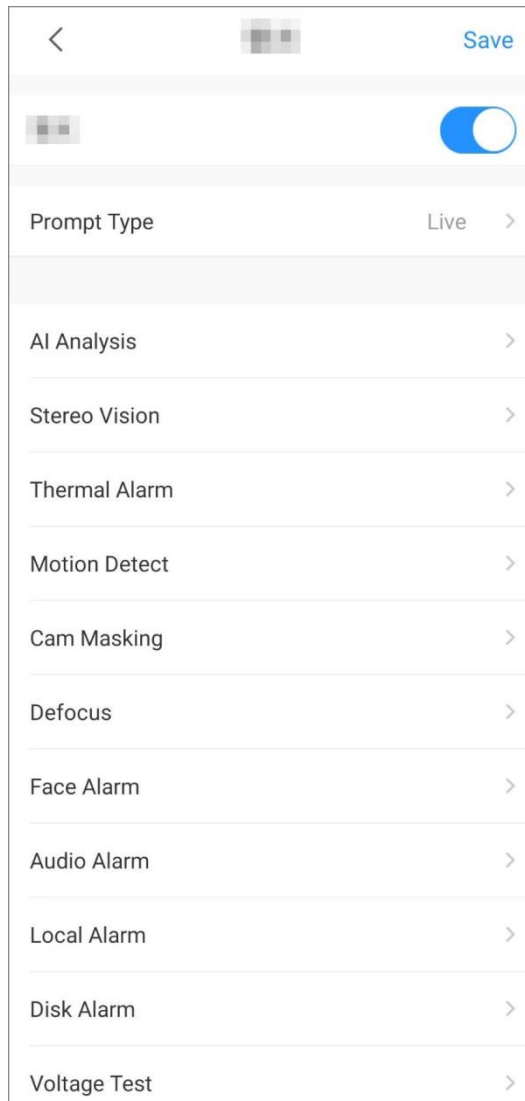 Save
Prompt Type Live
AI Analysis
Stereo Vision
Thermal Alarm
Motion Detect
Cam Masking
Defocus
Face Alarm
Audio Alarm
Local Alarm
Disk Alarm
Voltage Test